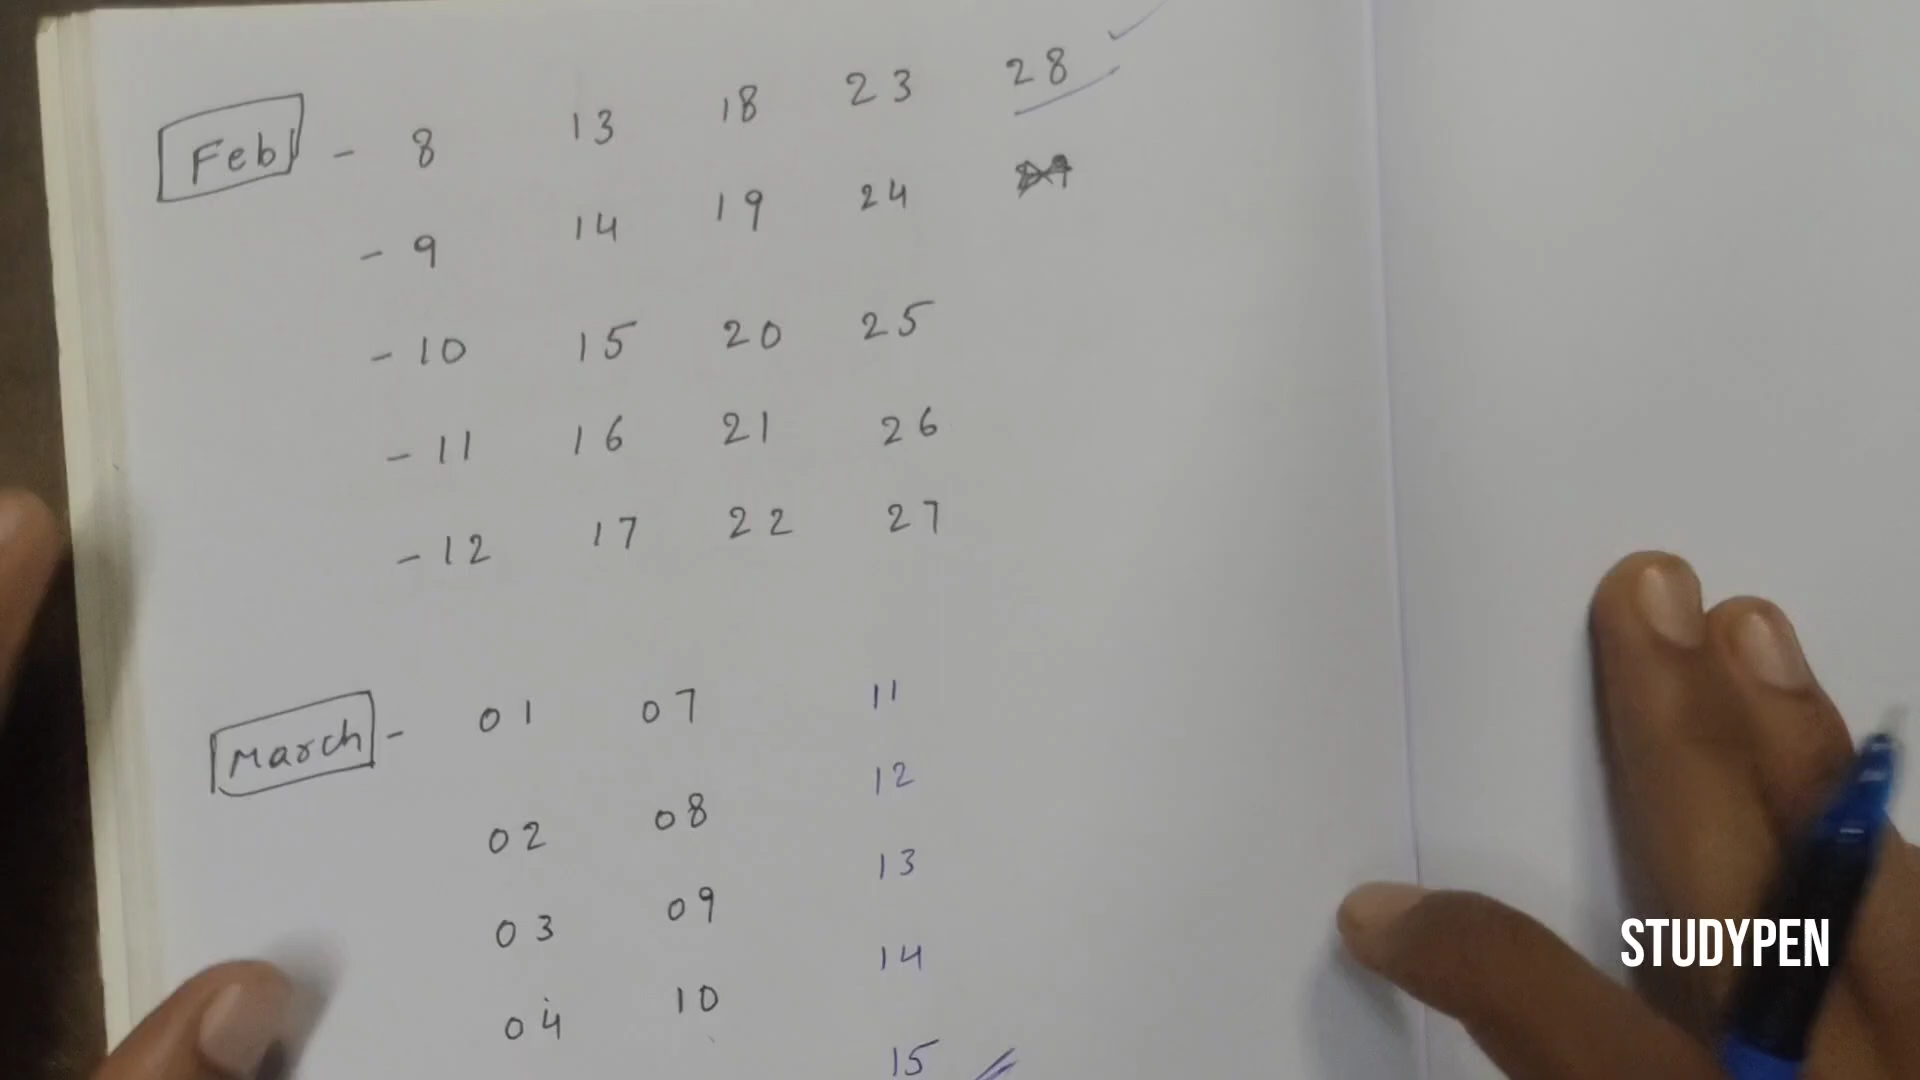 Feb - 8 13 18 23 28
- 9 14 19 24
- 10 15 20 25
- 11 16 21 26
- 12 17 22 27
March - 01 07 11
02 08 12
03 09 13
04 10 14
15
STUDYPEN